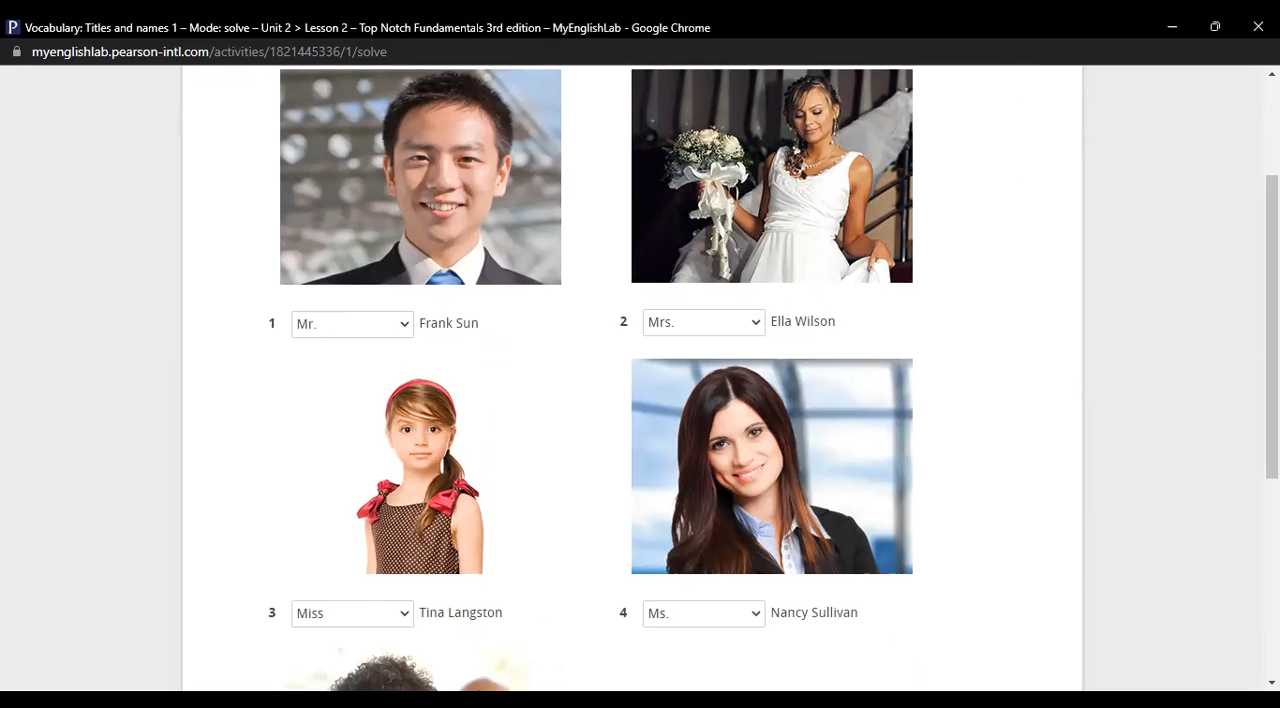 Vocabulary: Titles and names 1 – Mode: solve – Unit 2 > Lesson 2 – Top Notch Fundamentals 3rd edition – MyEnglishLab - Google Chrome
myenglishlab.pearson-intl.com/activities/1821445336/1/solve
1 Mr. Frank Sun
2 Mrs. Ella Wilson
3 Miss Tina Langston
4 Ms. Nancy Sullivan